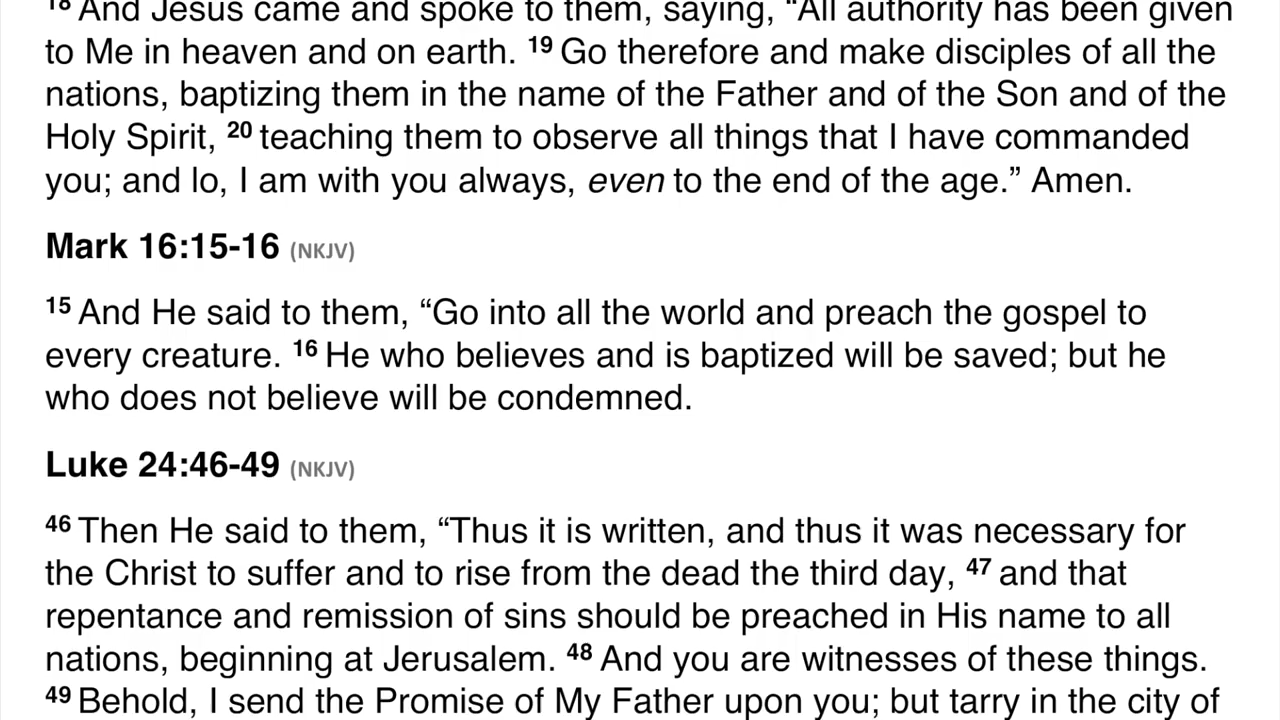 18 And Jesus came and spoke to them, saying, “All authority has been given
to Me in heaven and on earth. 19 Go therefore and make disciples of all the
nations, baptizing them in the name of the Father and of the Son and of the
Holy Spirit, 20 teaching them to observe all things that I have commanded
you; and lo, I am with you always, even to the end of the age.” Amen.
Mark 16:15-16 (NKJV)
15 And He said to them, “Go into all the world and preach the gospel to
every creature. 16 He who believes and is baptized will be saved; but he
who does not believe will be condemned.
Luke 24:46-49 (NKJV)
46 Then He said to them, “Thus it is written, and thus it was necessary for
the Christ to suffer and to rise from the dead the third day, 47 and that
repentance and remission of sins should be preached in His name to all
nations, beginning at Jerusalem. 48 And you are witnesses of these things.
49 Behold, I send the Promise of My Father upon you; but tarry in the city of